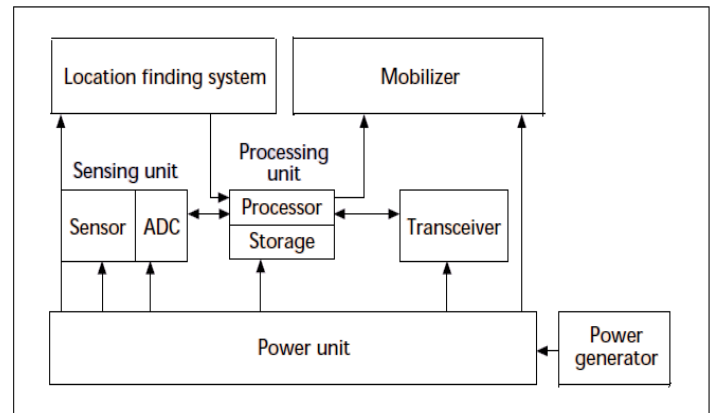 Location finding system
Mobilizer
Sensing unit
Processing
unit
Sensor
ADC
Processor
Storage
Transceiver
Power unit
Power
generator